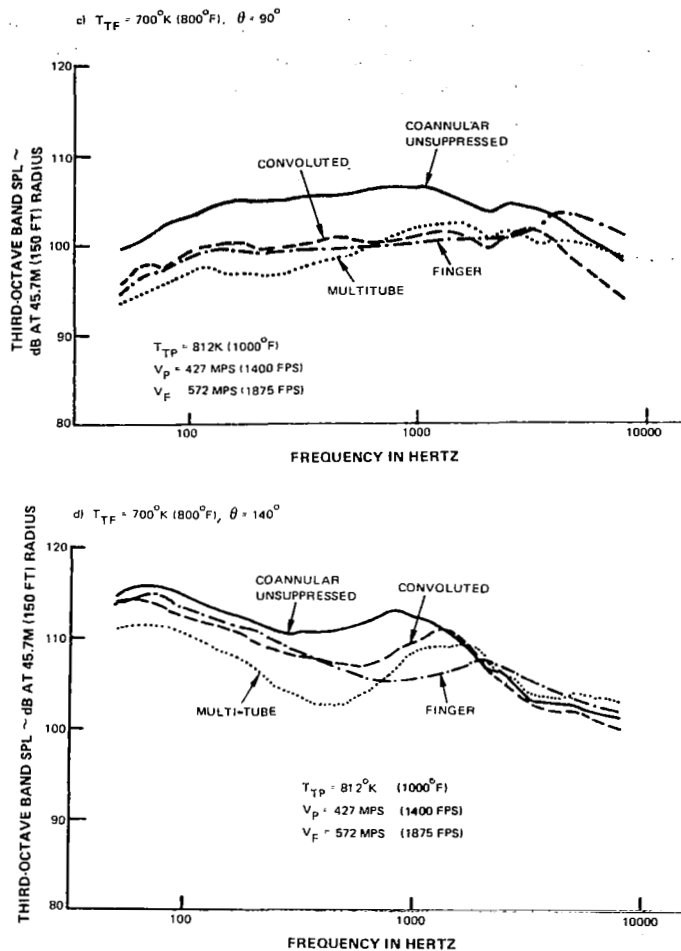 c) T_TF = 700°K (800°F), θ = 90°
120
110
100
90
80
THIRD-OCTAVE BAND SPL ~
dB AT 45.7M (150 FT) RADIUS
COANNULAR
UNSUPPRESSED
CONVOLUTED
FINGER
MULTITUBE
T_TP = 812K (1000°F)
V_P = 427 MPS (1400 FPS)
V_F 572 MPS (1875 FPS)
100
1000
10000
FREQUENCY IN HERTZ
d) T_TF = 700°K (800°F), θ = 140°
120
110
100
90
80
THIRD-OCTAVE BAND SPL ~ dB AT 45.7M (150 FT) RADIUS
COANNULAR
UNSUPPRESSED
CONVOLUTED
MULTI-TUBE
FINGER
T_TP = 812°K (1000°F)
V_P = 427 MPS (1400 FPS)
V_F = 572 MPS (1875 FPS)
100
1000
10000
FREQUENCY IN HERTZ